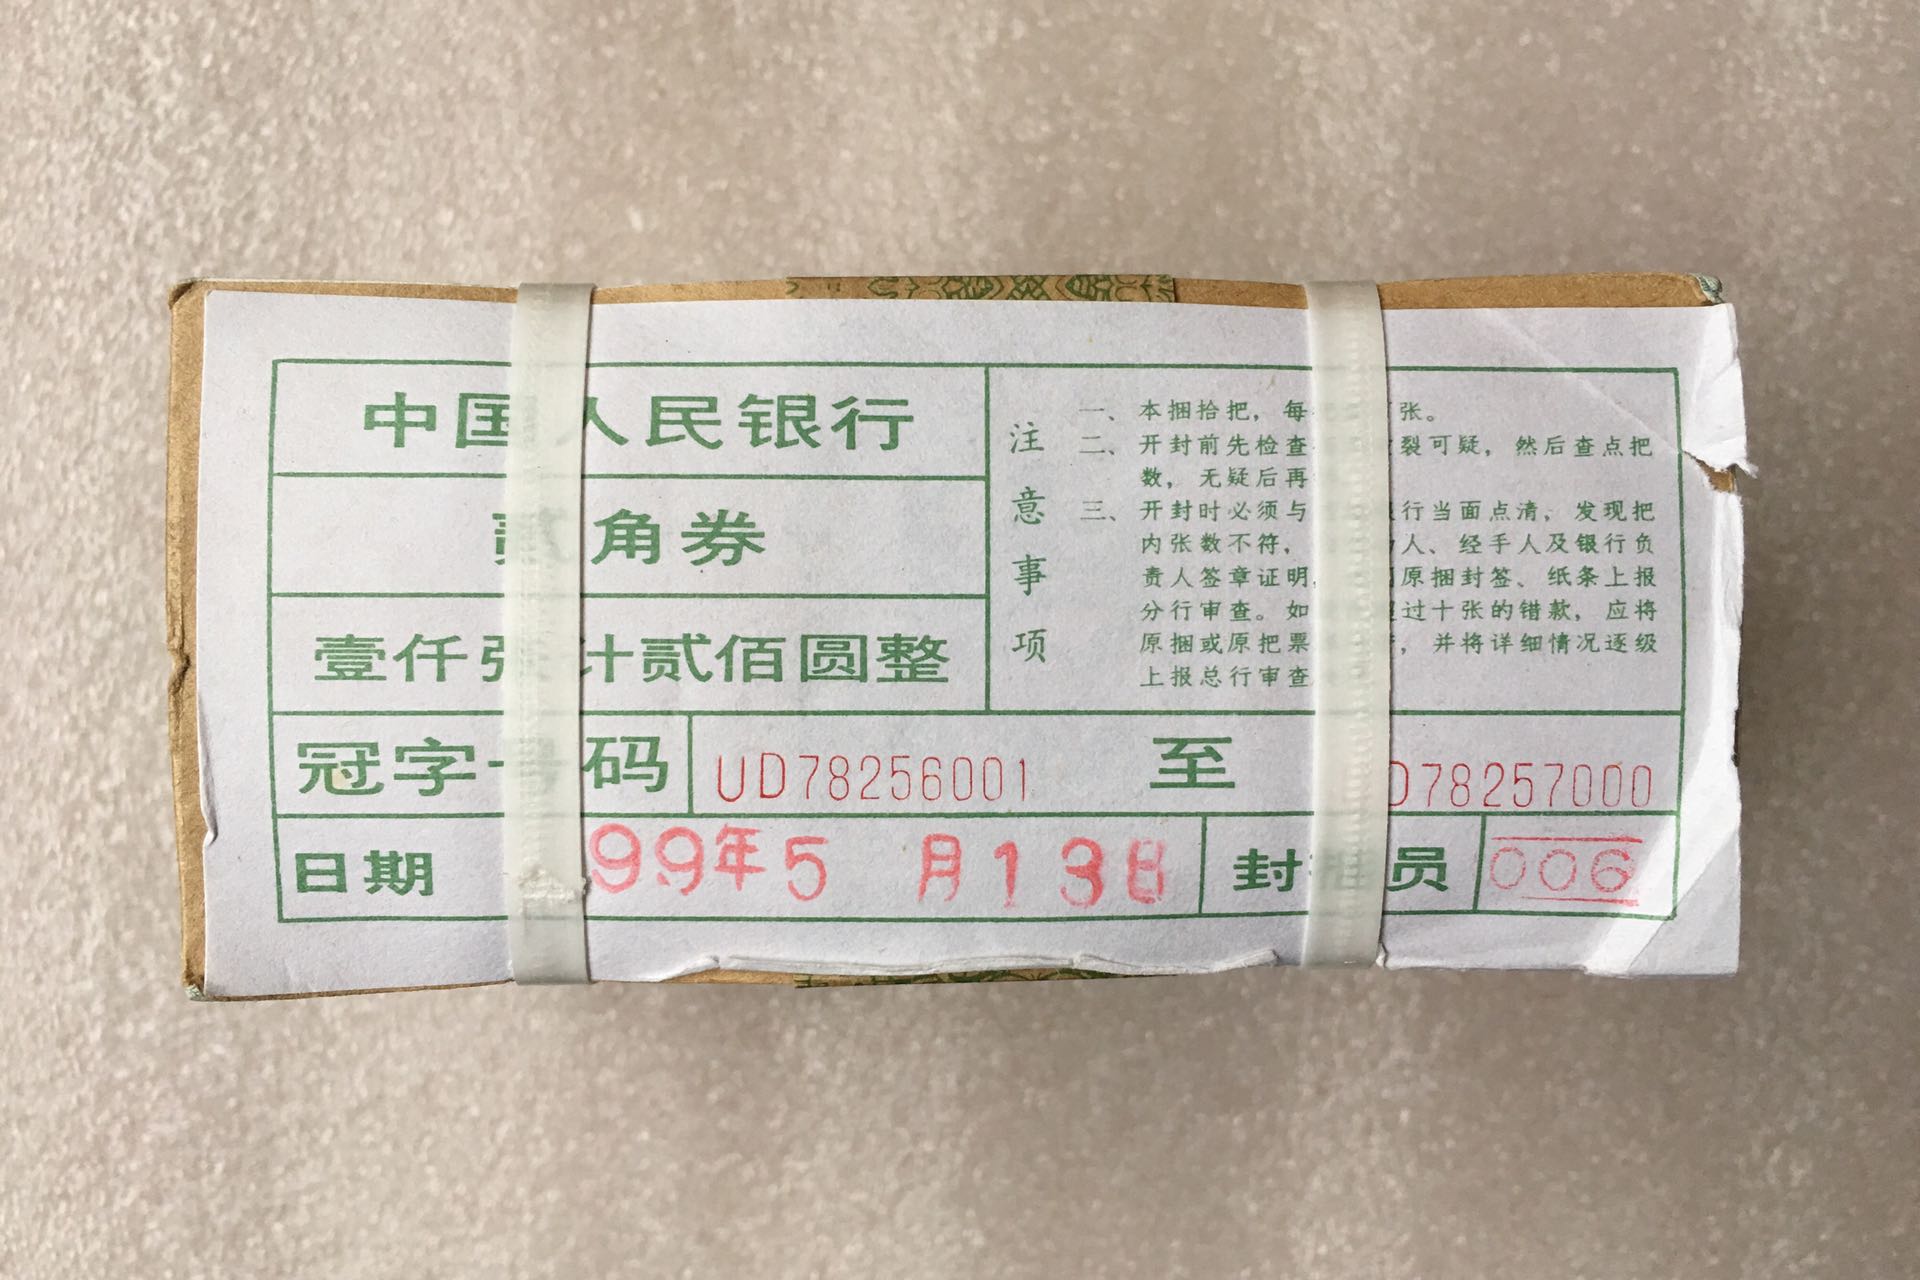 中国人民银行
贰角券
壹仟张计贰佰圆整
注意事项
一、本捆拾把，每 张。
二、开封前先检查 裂可疑，然后查点把
数，无疑后再
三、开封时必须与 行当面点清，发现把
内张数不符， 人、经手人及银行负
责人签章证明， 原捆封签、纸条上报
分行审查。如 过十张的错款，应将
原捆或原把票 ，并将详细情况逐级
上报总行审查
冠字号码 UD78256001 至 D78257000
日期 99年5月13日 封装员 006